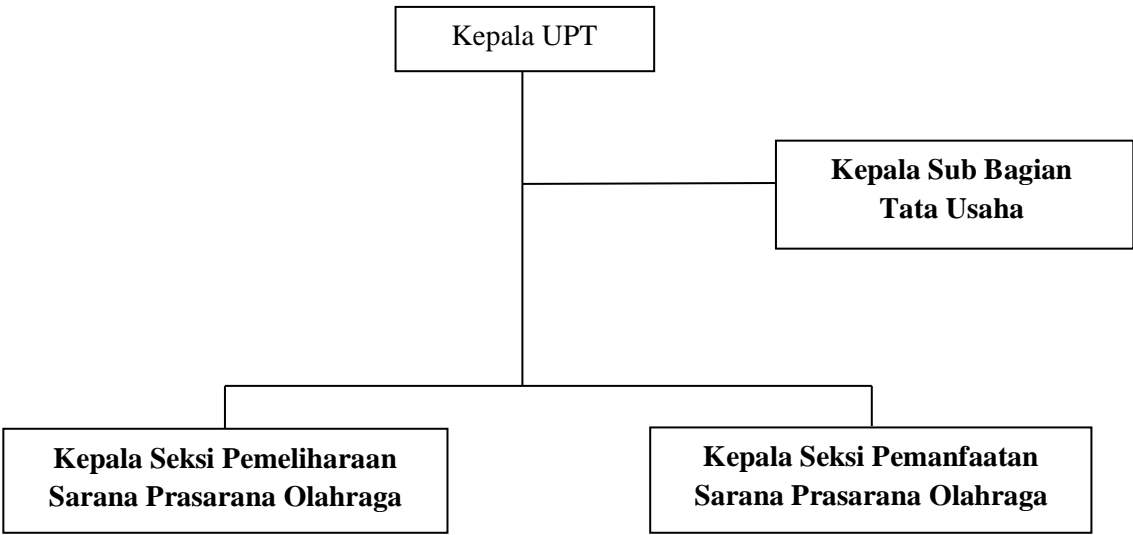 Kepala UPT
Kepala Sub Bagian
Tata Usaha
Kepala Seksi Pemeliharaan
Sarana Prasarana Olahraga
Kepala Seksi Pemanfaatan
Sarana Prasarana Olahraga